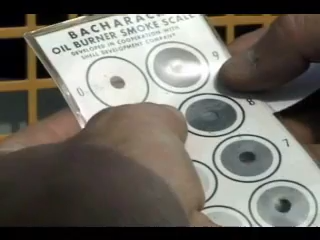 BACHARAC
OIL BURNER SMOKE SCALE
DEVELOPED IN COOPERATION WITH
SHELL DEVELOPMENT COMPANY
0
9
8
7